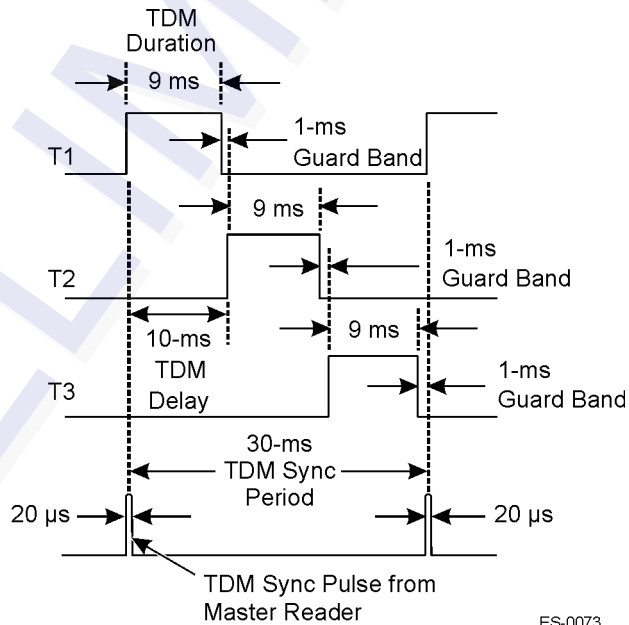 TDM
Duration
9 ms
1-ms
Guard Band
T1
9 ms
1-ms
Guard Band
T2
10-ms
TDM
Delay
9 ms
1-ms
Guard Band
T3
30-ms
TDM Sync
Period
20 µs
20 µs
TDM Sync Pulse from
Master Reader
ES-0073